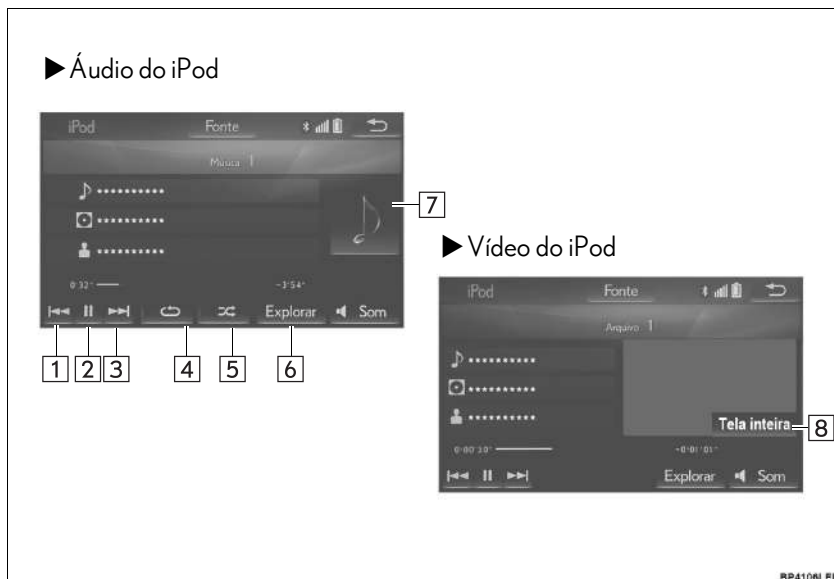 ▶ Áudio do iPod
iPod Fonte
Música 1
**********
**********
**********
0'32" -3'54"
Explorar Som
1 2 3 4 5 6
7
▶ Vídeo do iPod
iPod Fonte
Arquivo 1
**********
**********
**********
0:00'30" -0:01'01"
Tela inteira
8
Explorar Som